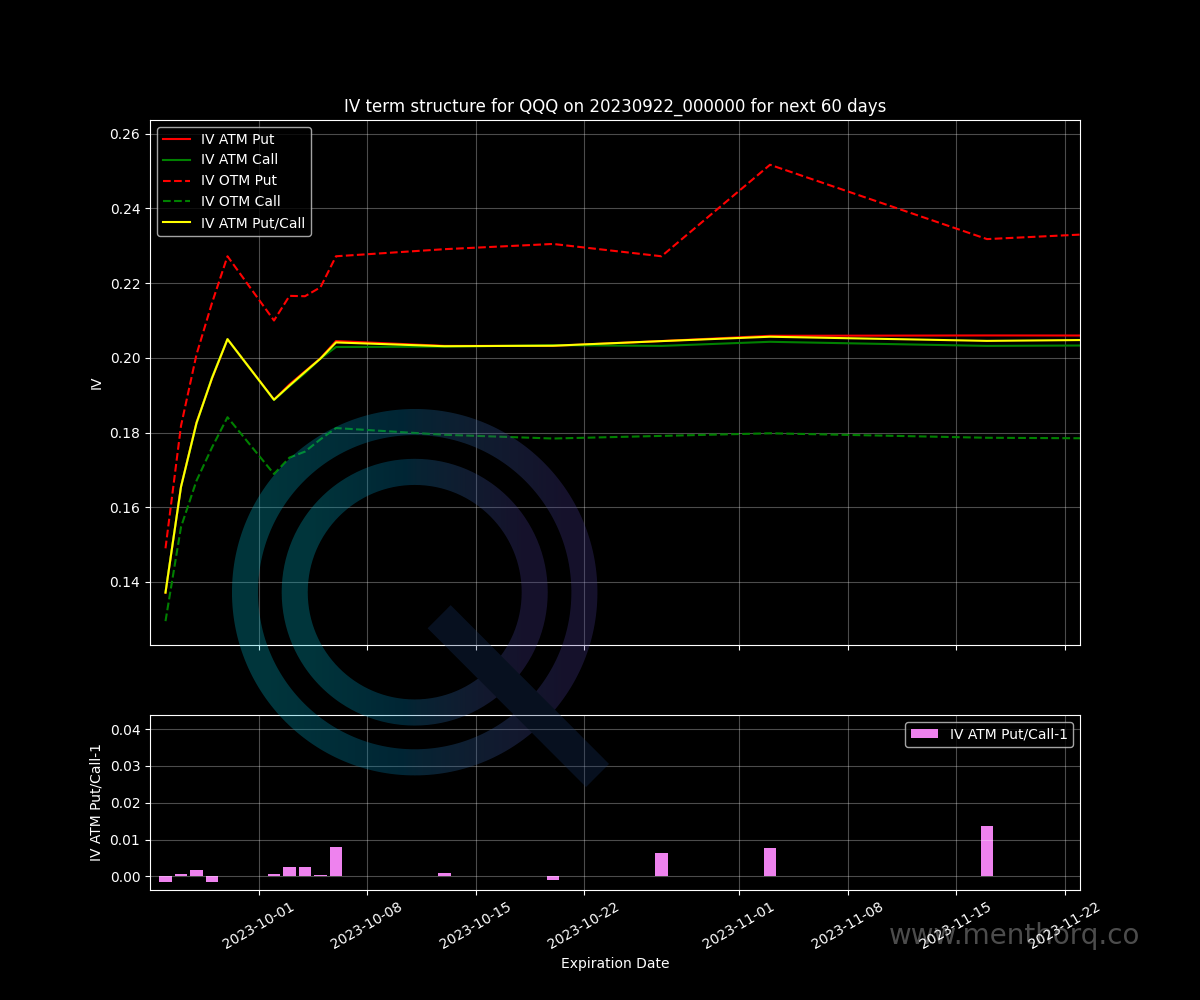 IV term structure for QQQ on 20230922_000000 for next 60 days
0.26
0.24
0.22
0.20
0.18
0.16
0.14
IV
IV ATM Put
IV ATM Call
IV OTM Put
IV OTM Call
IV ATM Put/Call
0.04
0.03
0.02
0.01
0.00
IV ATM Put/Call-1
IV ATM Put/Call-1
2023-10-01
2023-10-08
2023-10-15
2023-10-22
2023-11-01
2023-11-08
2023-11-15
2023-11-22
www.menthorq.co
Expiration Date